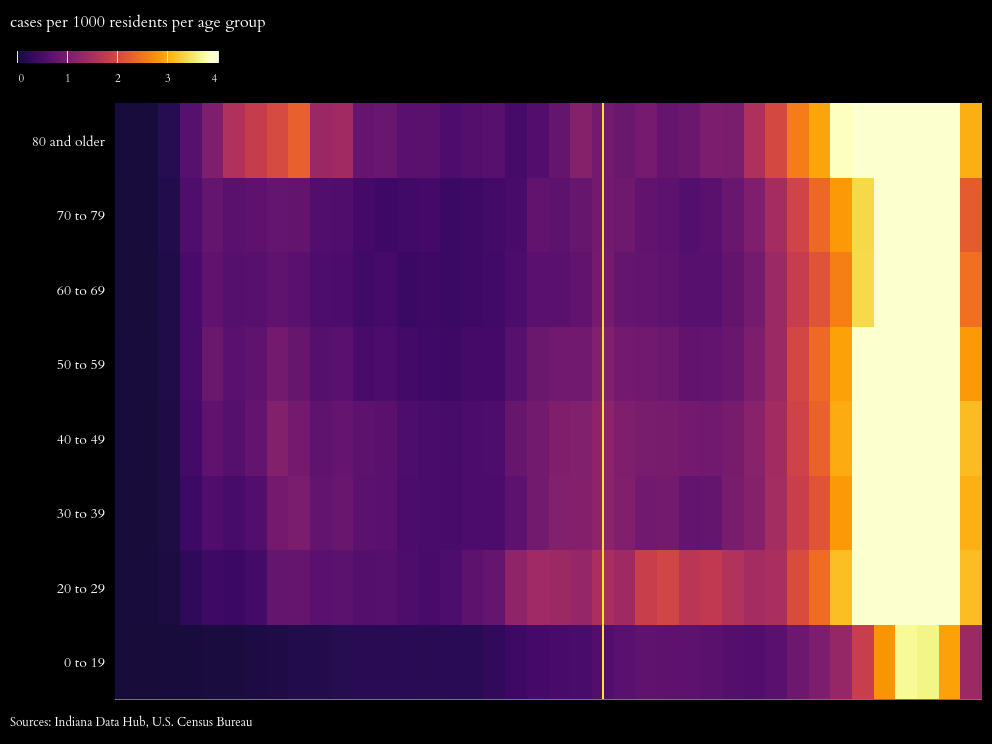 cases per 1000 residents per age group
0 1 2 3 4
80 and older
70 to 79
60 to 69
50 to 59
40 to 49
30 to 39
20 to 29
0 to 19
Sources: Indiana Data Hub, U.S. Census Bureau